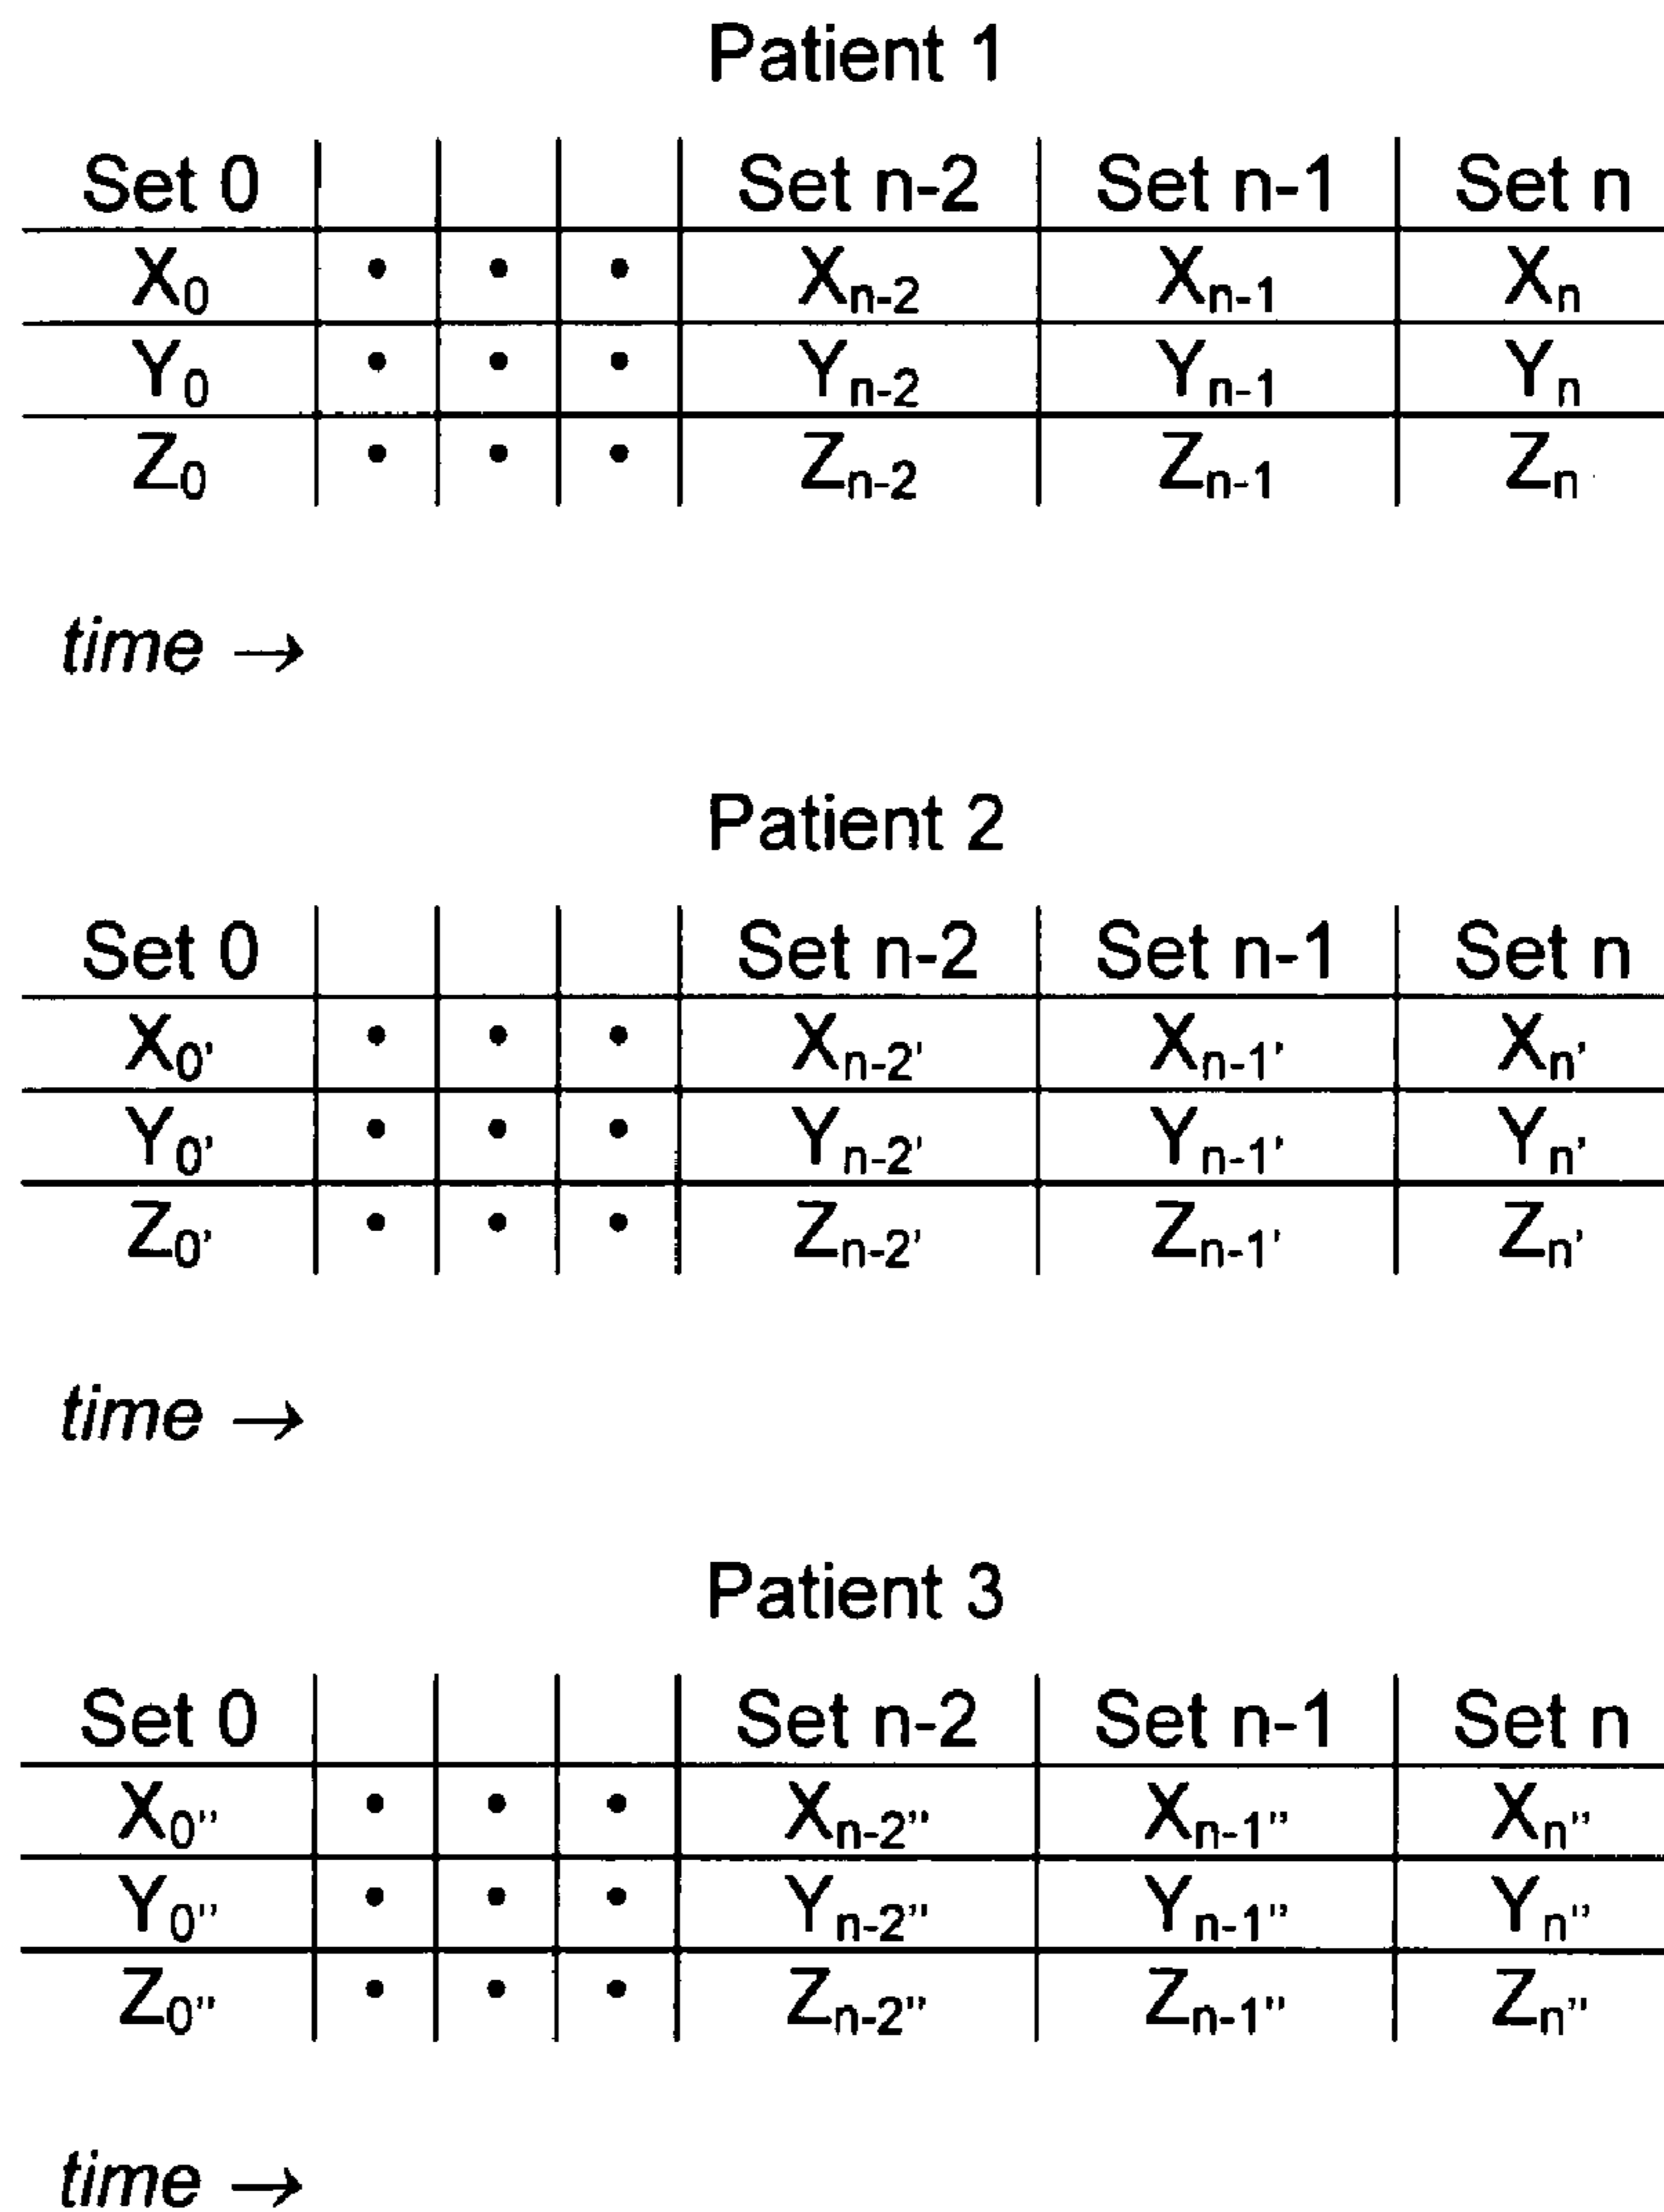 Patient 1
Set 0 Set n-2 Set n-1 Set n
X₀ • • • Xₙ₋₂ Xₙ₋₁ Xₙ
Y₀ • • • Yₙ₋₂ Yₙ₋₁ Yₙ
Z₀ • • • Zₙ₋₂ Zₙ₋₁ Zₙ
time →
Patient 2
Set 0 Set n-2 Set n-1 Set n
X₀' • • • Xₙ₋₂' Xₙ₋₁' Xₙ'
Y₀' • • • Yₙ₋₂' Yₙ₋₁' Yₙ'
Z₀' • • • Zₙ₋₂' Zₙ₋₁' Zₙ'
time →
Patient 3
Set 0 Set n-2 Set n-1 Set n
X₀" • • • Xₙ₋₂" Xₙ₋₁" Xₙ"
Y₀" • • • Yₙ₋₂" Yₙ₋₁" Yₙ"
Z₀" • • • Zₙ₋₂" Zₙ₋₁" Zₙ"
time →